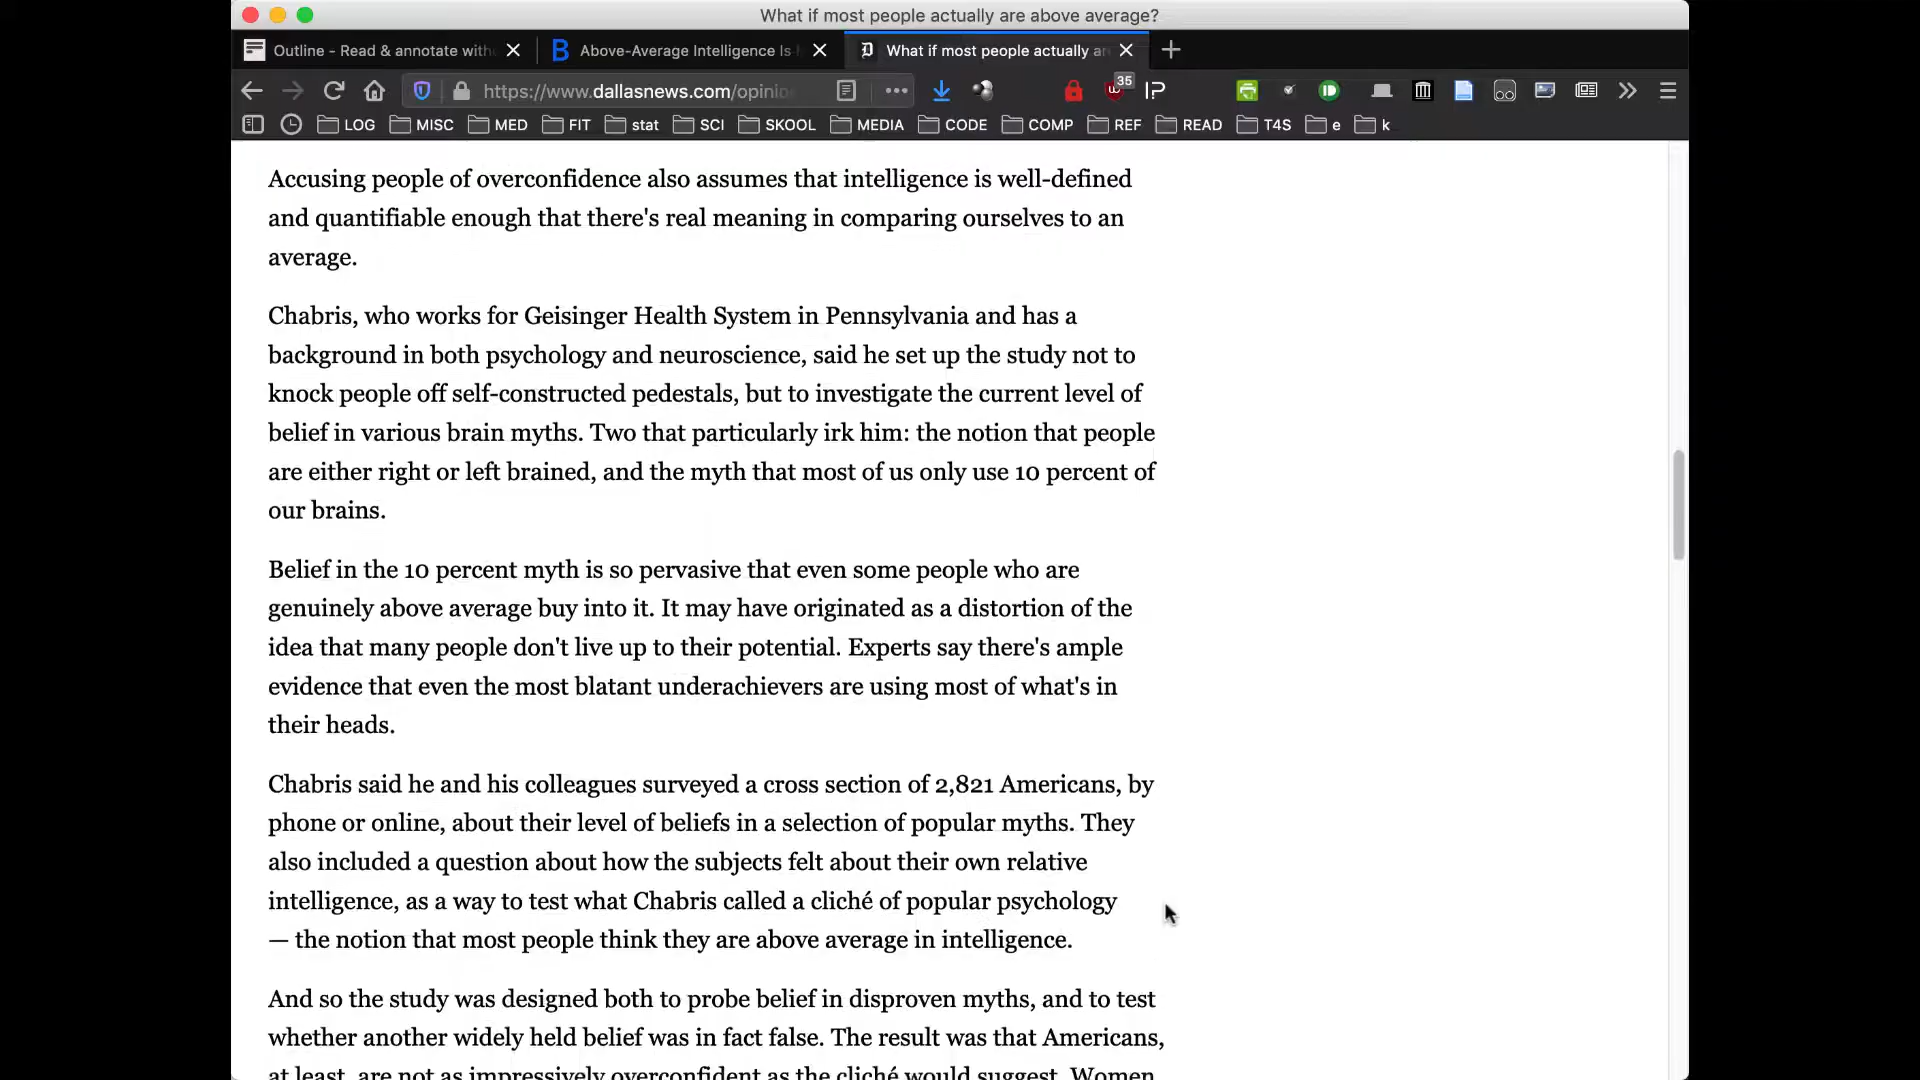 What if most people actually are above average?
Outline - Read & annotate with
Above-Average Intelligence Is
What if most people actually ar
https://www.dallasnews.com/opinio
35
LOG MISC MED FIT stat SCI SKOOL MEDIA CODE COMP REF READ T4S e k
Accusing people of overconfidence also assumes that intelligence is well-defined
and quantifiable enough that there's real meaning in comparing ourselves to an
average.
Chabris, who works for Geisinger Health System in Pennsylvania and has a
background in both psychology and neuroscience, said he set up the study not to
knock people off self-constructed pedestals, but to investigate the current level of
belief in various brain myths. Two that particularly irk him: the notion that people
are either right or left brained, and the myth that most of us only use 10 percent of
our brains.
Belief in the 10 percent myth is so pervasive that even some people who are
genuinely above average buy into it. It may have originated as a distortion of the
idea that many people don't live up to their potential. Experts say there's ample
evidence that even the most blatant underachievers are using most of what's in
their heads.
Chabris said he and his colleagues surveyed a cross section of 2,821 Americans, by
phone or online, about their level of beliefs in a selection of popular myths. They
also included a question about how the subjects felt about their own relative
intelligence, as a way to test what Chabris called a cliché of popular psychology
— the notion that most people think they are above average in intelligence.
And so the study was designed both to probe belief in disproven myths, and to test
whether another widely held belief was in fact false. The result was that Americans,
at least, are not as impressively overconfident as the cliché would suggest. Women